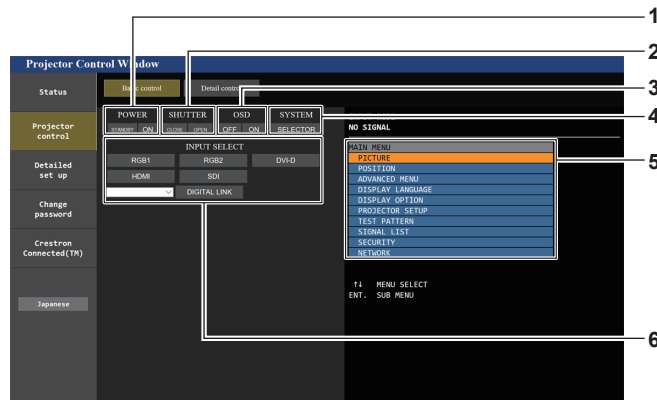 1
Projector Control Window
2
Status
Basic control
Detail control
3
POWER
SHUTTER
OSD
SYSTEM
4
STANDBY
ON
CLOSE
OPEN
OFF
ON
SELECTOR
Projector
control
NO SIGNAL
INPUT SELECT
RGB1
RGB2
DVI-D
HDMI
SDI
DIGITAL LINK
MAIN MENU
PICTURE
5
POSITION
ADVANCED MENU
DISPLAY LANGUAGE
DISPLAY OPTION
PROJECTOR SETUP
TEST PATTERN
SIGNAL LIST
SECURITY
NETWORK
Detailed
set up
Change
password
Crestron
Connected(TM)
↑↓ MENU SELECT
ENT. SUB MENU
Japanese
6